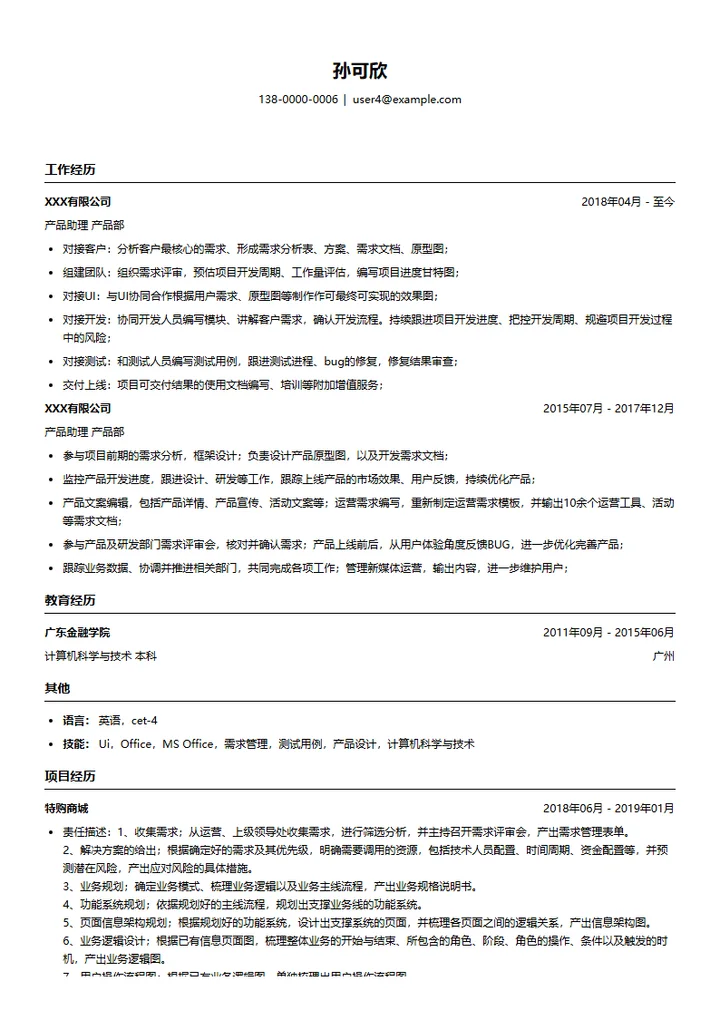 孙可欣
138-0000-0006 | user4@example.com
工作经历
XXX有限公司 2018年04月 - 至今
产品助理 产品部
• 对接客户：分析客户最核心的需求、形成需求分析表、方案、需求文档、原型图；
• 组建团队：组织需求评审，预估项目开发周期、工作量评估，编写项目进度甘特图；
• 对接UI：与UI协同合作根据用户需求、原型图等制作作可最终可实现的效果图；
• 对接开发：协同开发人员编写模块、讲解客户需求，确认开发流程。持续跟进项目开发进度、把控开发周期、规避项目开发过程
中的风险；
• 对接测试：和测试人员编写测试用例，跟进测试进程、bug的修复，修复结果审查；
• 交付上线：项目可交付结果的使用文档编写、培训等附加增值服务；
XXX有限公司 2015年07月 - 2017年12月
产品助理 产品部
• 参与项目前期的需求分析，框架设计；负责设计产品原型图，以及开发需求文档；
• 监控产品开发进度，跟进设计、研发等工作，跟踪上线产品的市场效果、用户反馈，持续优化产品；
• 产品文案编辑，包括产品详情、产品宣传、活动文案等；运营需求编写，重新制定运营需求模板，并输出10余个运营工具、活动
等需求文档；
• 参与产品及研发部门需求评审会，核对并确认需求；产品上线前后，从用户体验角度反馈BUG，进一步优化完善产品；
• 跟踪业务数据、协调并推进相关部门，共同完成各项工作；管理新媒体运营，输出内容，进一步维护用户；
教育经历
广东金融学院 2011年09月 - 2015年06月
计算机科学与技术 本科 广州
其他
• 语言： 英语，cet-4
• 技能： Ui，Office，MS Office，需求管理，测试用例，产品设计，计算机科学与技术
项目经历
特购商城 2018年06月 - 2019年01月
• 责任描述：1、收集需求；从运营、上级领导处收集需求，进行筛选分析，并主持召开需求评审会，产出需求管理表单。
2、解决方案的给出；根据确定好的需求及其优先级，明确需要调用的资源，包括技术人员配置、时间周期、资金配置等，并预
测潜在风险，产出应对风险的具体措施。
3、业务规划；确定业务模式、梳理业务逻辑以及业务主线流程，产出业务规格说明书。
4、功能系统规划；依据规划好的主线流程，规划出支撑业务线的功能系统。
5、页面信息架构规划；根据规划好的功能系统，设计出支撑系统的页面，并梳理各页面之间的逻辑关系，产出信息架构图。
6、业务逻辑设计；根据已有信息页面图，梳理整体业务的开始与结束、所包含的角色、阶段、角色的操作、条件以及触发的时
机，产出业务逻辑图。
7、用户操作流程图；根据已有业务逻辑图，单独梳理出用户操作流程图